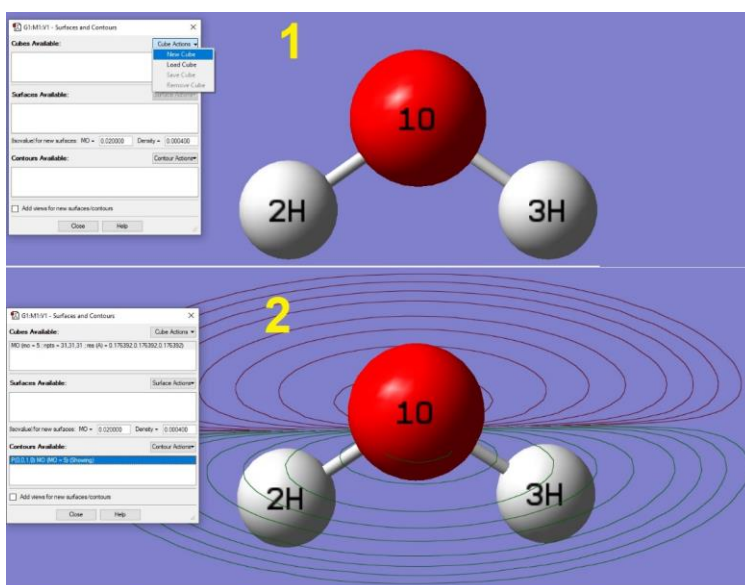 G1:M1:V1 - Surfaces and Contours
Cubes Available:
Cube Actions
New Cube
Load Cube
Save Cube
Remove Cube
Surfaces Available:
Isovalue for new surfaces: MO = 0.020000 Density = 0.000400
Contours Available:
Contour Actions
Add views for new surfaces/contours
Close Help
1
1O
2H
3H
G1:M1:V1 - Surfaces and Contours
Cubes Available:
Cube Actions
MO (mo = 5 ; npts = 31,31,31 ; res (A) = 0.176392,0.176392,0.176392)
Surfaces Available:
Surface Actions
Isovalue for new surfaces: MO = 0.020000 Density = 0.000400
Contours Available:
Contour Actions
P(0,0,1,0) MO (MO = 5) (Showing)
Add views for new surfaces/contours
Close Help
2
1O
2H
3H